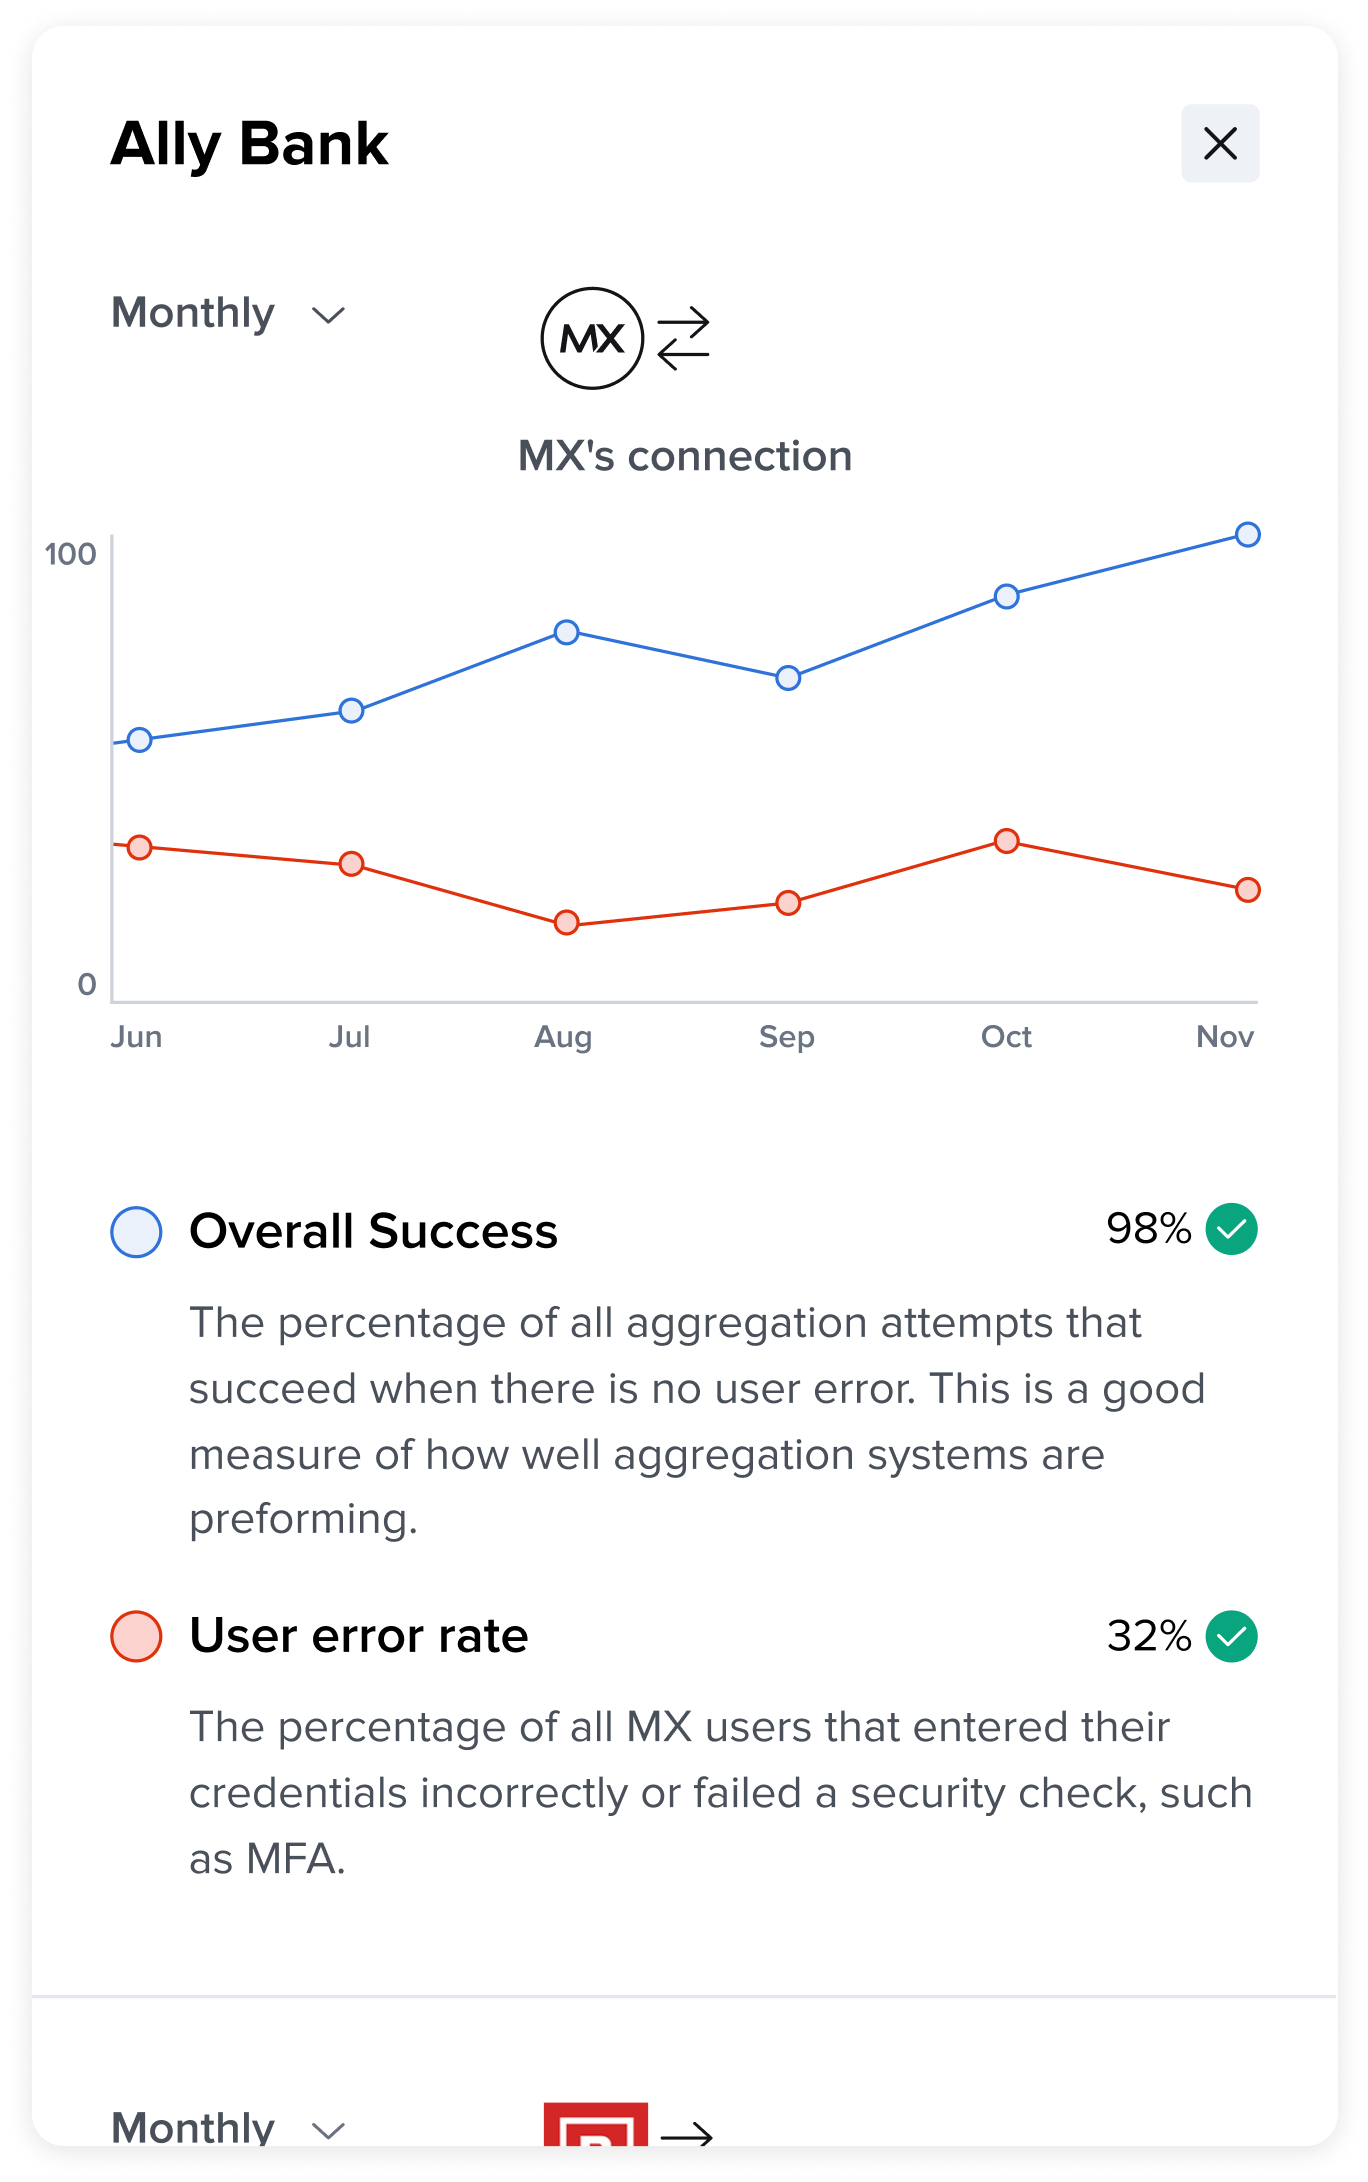 Ally Bank
Monthly
MX
MX's connection
100
0
Jun Jul Aug Sep Oct Nov
Overall Success 98%
The percentage of all aggregation attempts that
succeed when there is no user error. This is a good
measure of how well aggregation systems are
preforming.
User error rate 32%
The percentage of all MX users that entered their
credentials incorrectly or failed a security check, such
as MFA.
Monthly